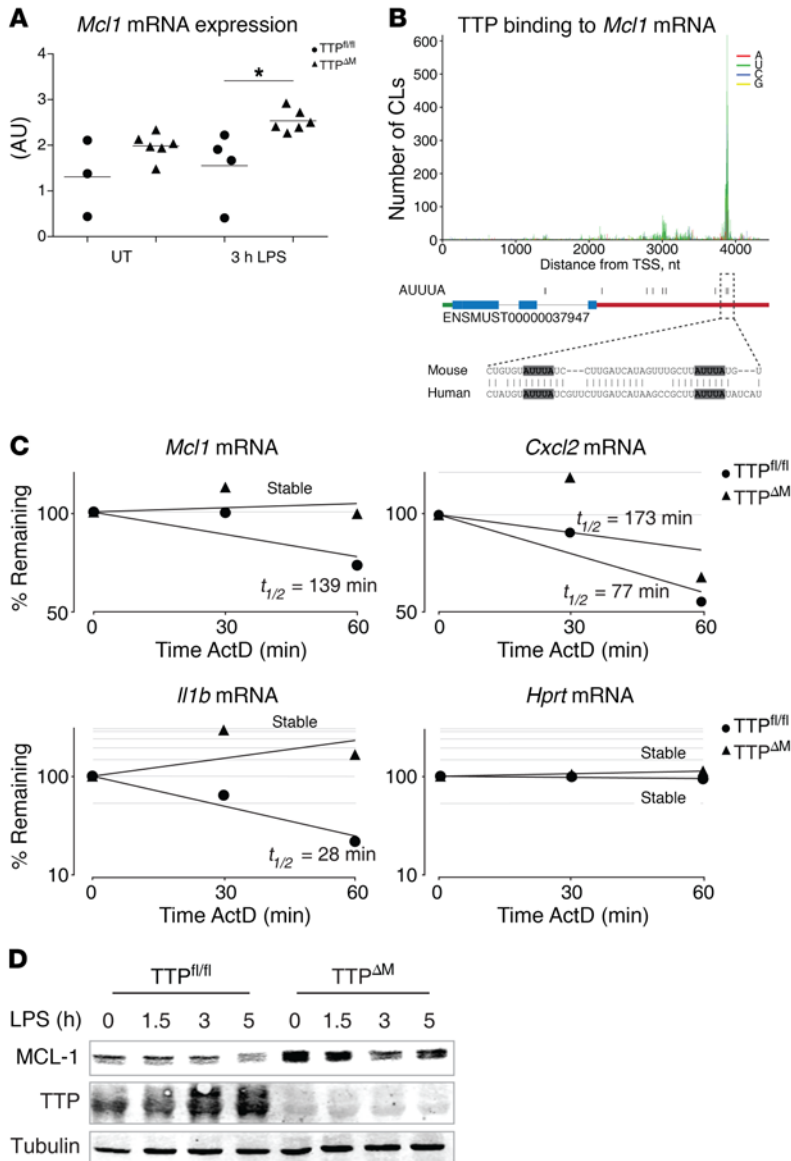 A
Mcl1 mRNA expression
TTPfl/fl
TTPΔM
*
4
3
2
1
0
(AU)
UT
3 h LPS
B
TTP binding to Mcl1 mRNA
600
500
400
300
200
100
0
Number of CLs
A
U
C
G
0 1000 2000 3000 4000
Distance from TSS, nt
AUUUA
ENSMUST00000037947
Mouse CUGUGUAUUUAUC---CUUGAUCAUAGUUUGCUUAUUUAUG---U
Human CUAUGUAUUUAUCGUUCUUGAUCAUAAGCCGCUUAUUUAUAUCAU
C
Mcl1 mRNA
% Remaining
100
50
Stable
t1/2 = 139 min
0 30 60
Time ActD (min)
Cxcl2 mRNA
100
50
t1/2 = 173 min
t1/2 = 77 min
0 30 60
Time ActD (min)
TTPfl/fl
TTPΔM
Il1b mRNA
% Remaining
100
10
Stable
t1/2 = 28 min
0 30 60
Time ActD (min)
Hprt mRNA
100
10
Stable
Stable
0 30 60
Time ActD (min)
TTPfl/fl
TTPΔM
D
TTPfl/fl TTPΔM
LPS (h) 0 1.5 3 5 0 1.5 3 5
MCL-1
TTP
Tubulin